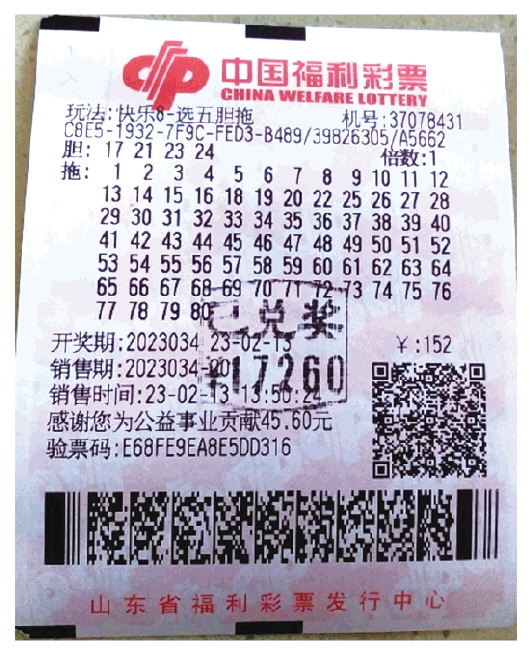 中国福利彩票
CHINA WELFARE LOTTERY
玩法:快乐8-选五胆拖 机号:37078431
C8E5-1932-7F9C-FED3-B489/39826305/A5662
胆: 17 21 23 24 倍数:1
拖: 1 2 3 4 5 6 7 8 9 10 11 12
13 14 15 16 18 19 20 22 25 26 27 28
29 30 31 32 33 34 35 36 37 38 39 40
41 42 43 44 45 46 47 48 49 50 51 52
53 54 55 56 57 58 59 60 61 62 63 64
65 66 67 68 69 70 71 72 73 74 75 76
77 78 79 80
已兑奖
¥17260
开奖期:2023034 23-02-13 ¥:152
销售期:2023034-20
销售时间:23-02-13 13:50:24
感谢您为公益事业贡献45.60元
验票码:E68FE9EA8E5DD316
山东省福利彩票发行中心